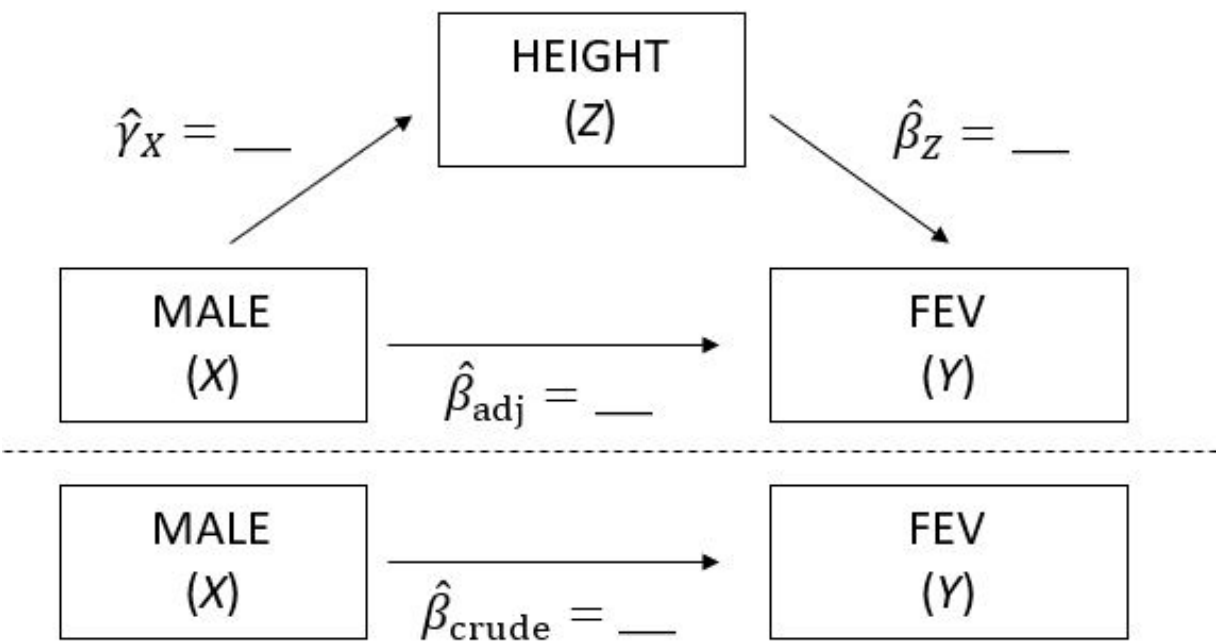 HEIGHT
(Z)
γ̂_X = __
β̂_Z = __
MALE
(X)
β̂_adj = __
FEV
(Y)
MALE
(X)
β̂_crude = __
FEV
(Y)